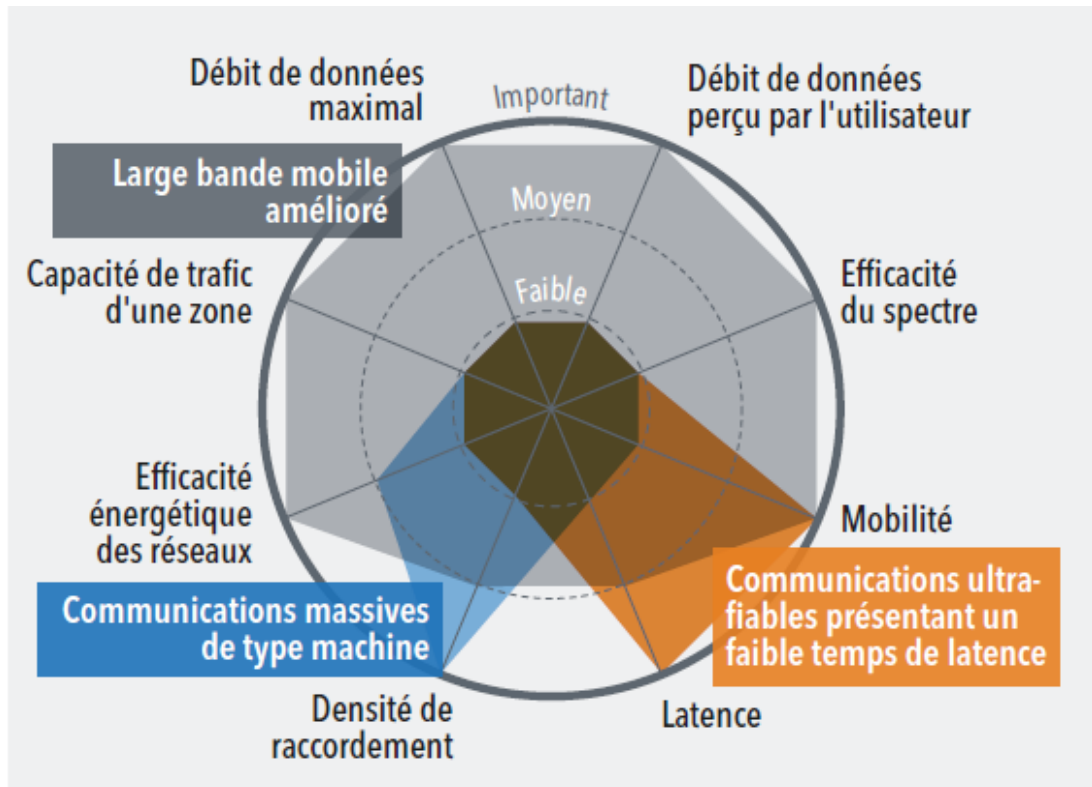 Débit de données
maximal
Important
Débit de données
perçu par l'utilisateur
Large bande mobile
amélioré
Moyen
Capacité de trafic
d'une zone
Faible
Efficacité
du spectre
Efficacité
énergétique
des réseaux
Mobilité
Communications massives
de type machine
Communications ultra-
fiables présentant un
faible temps de latence
Densité de
raccordement
Latence